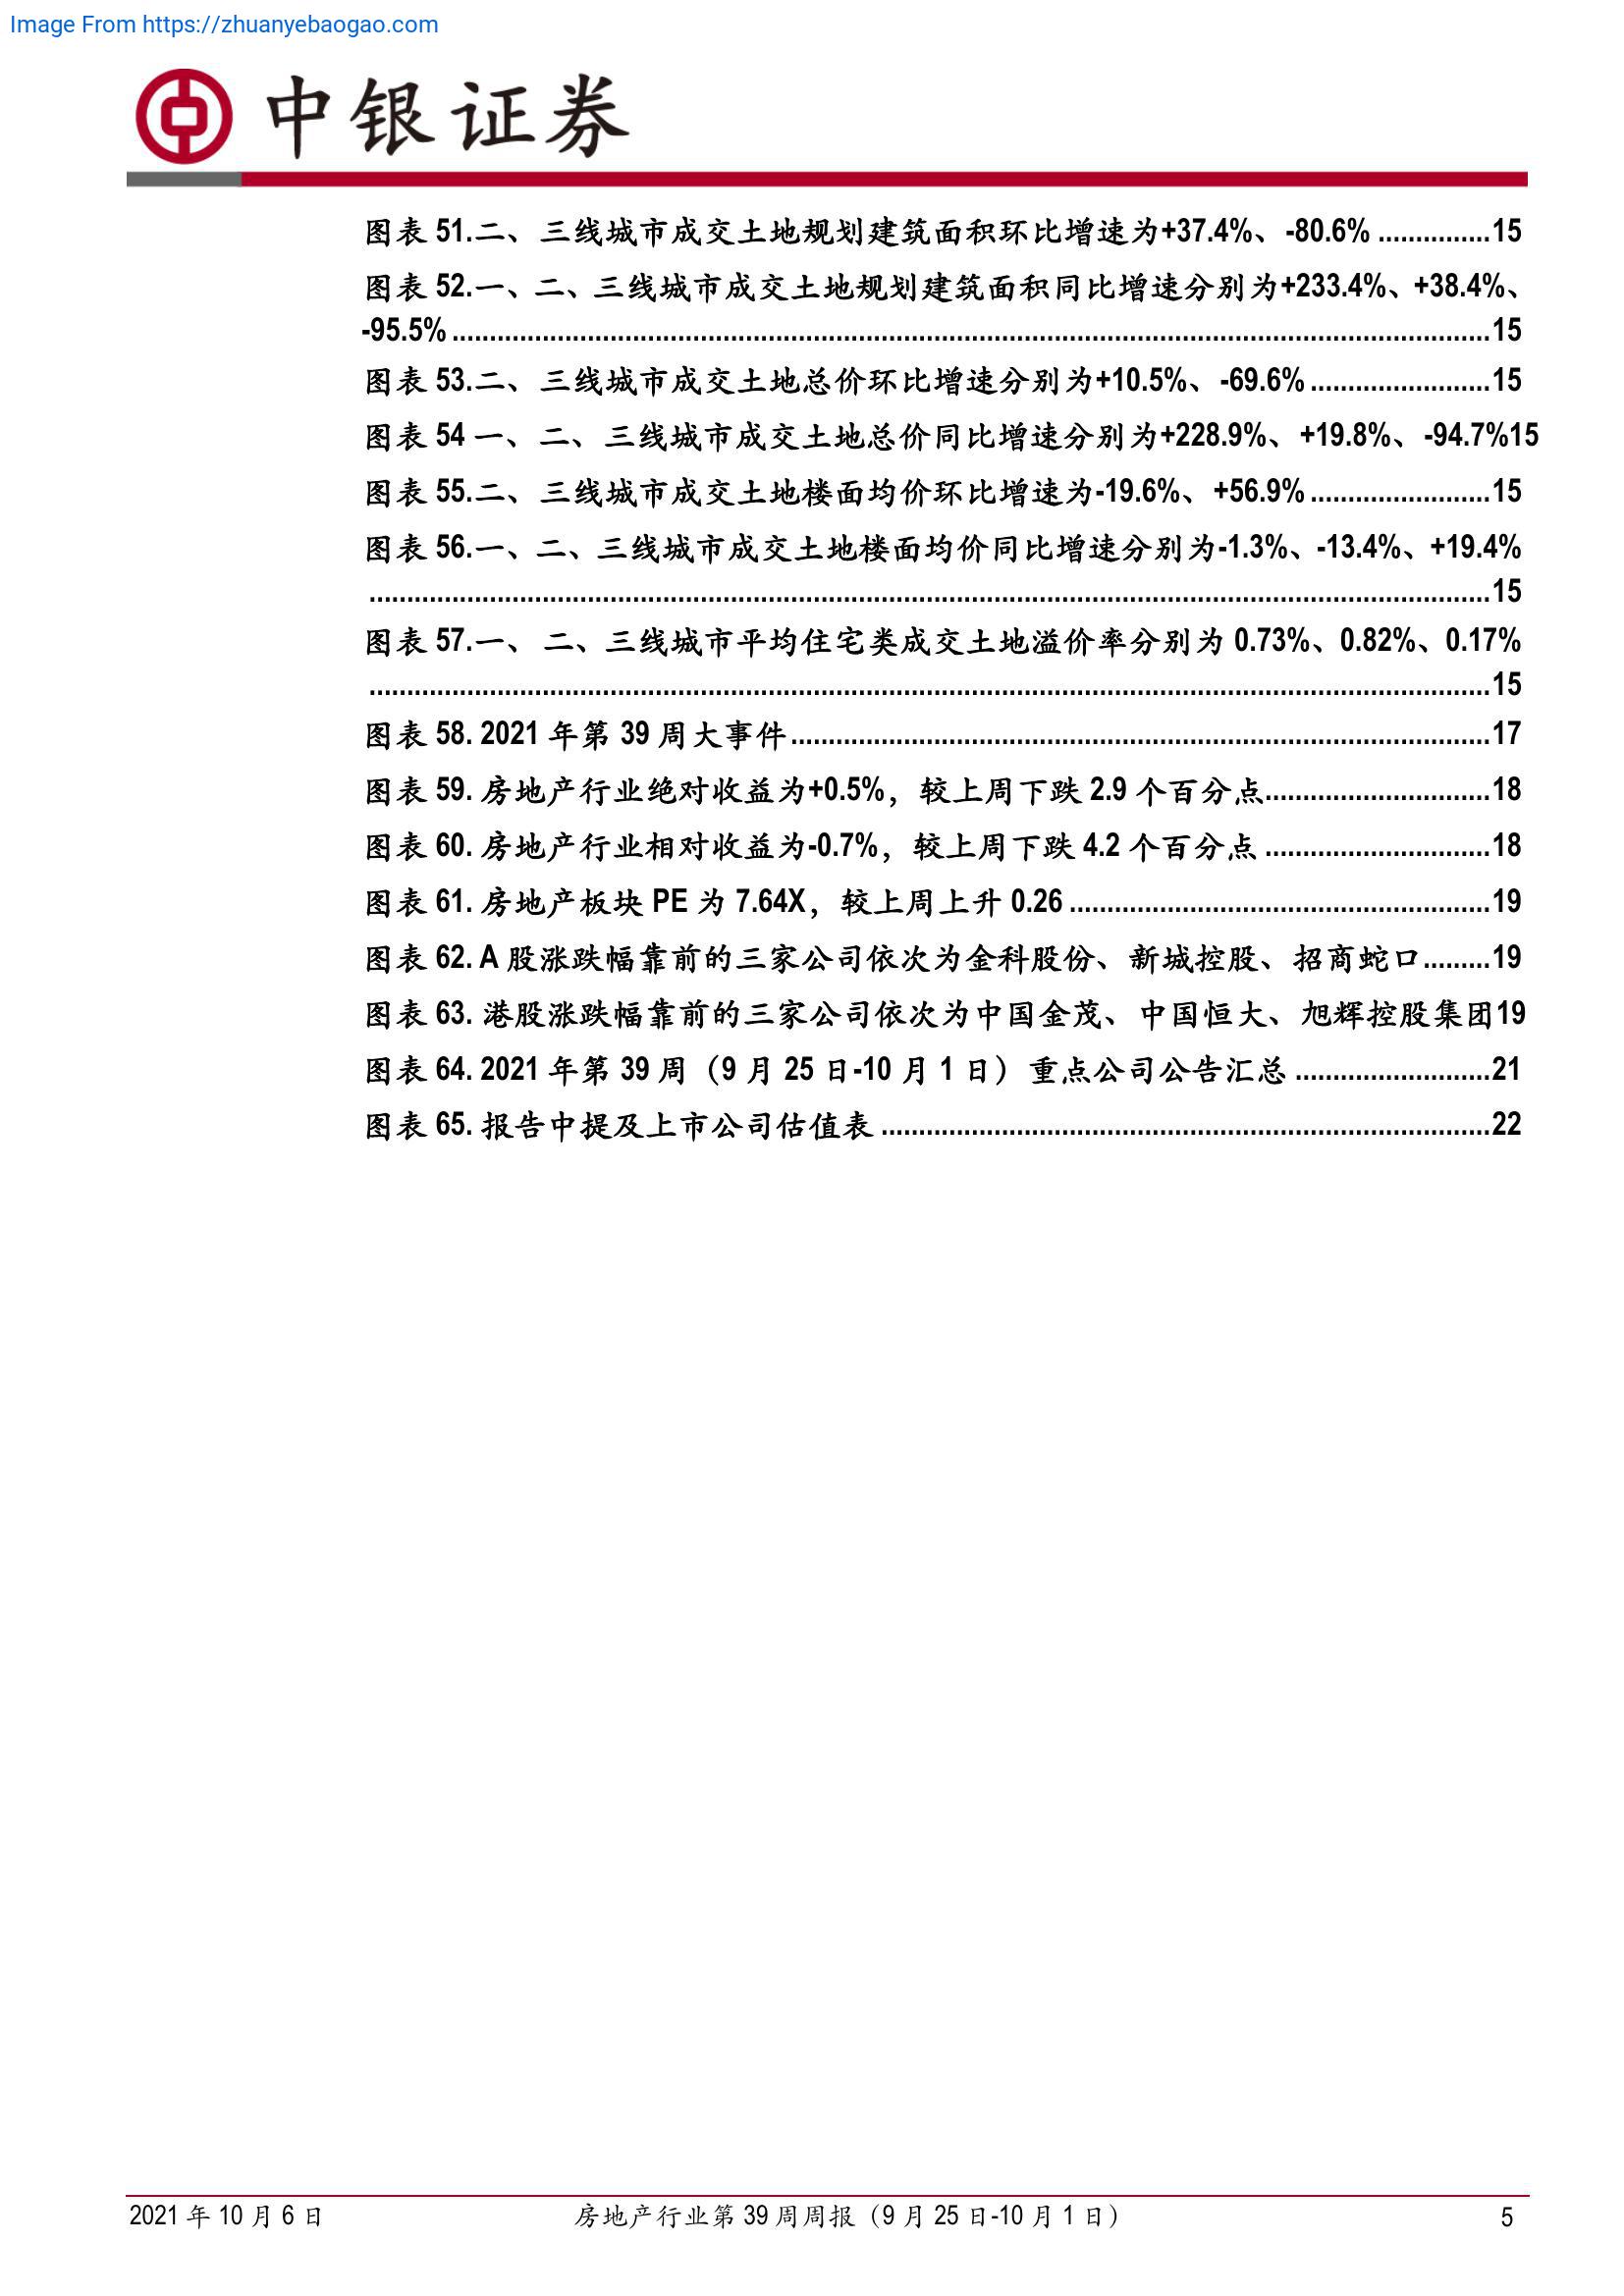 Image From https://zhuanyebaogao.com
中银证券
图表 51.二、三线城市成交土地规划建筑面积环比增速为+37.4%、-80.6% ...............15
图表 52.一、二、三线城市成交土地规划建筑面积同比增速分别为+233.4%、+38.4%、
-95.5% ..........................................................................................................................................15
图表 53.二、三线城市成交土地总价环比增速分别为+10.5%、-69.6% ........................15
图表 54 一、二、三线城市成交土地总价同比增速分别为+228.9%、+19.8%、-94.7%15
图表 55.二、三线城市成交土地楼面均价环比增速为-19.6%、+56.9% ........................15
图表 56.一、二、三线城市成交土地楼面均价同比增速分别为-1.3%、-13.4%、+19.4%
.....................................................................................................................................................15
图表 57.一、 二、三线城市平均住宅类成交土地溢价率分别为 0.73%、0.82%、0.17%
.....................................................................................................................................................15
图表 58. 2021 年第 39 周大事件.............................................................................................17
图表 59. 房地产行业绝对收益为+0.5%，较上周下跌 2.9 个百分点..............................18
图表 60. 房地产行业相对收益为-0.7%，较上周下跌 4.2 个百分点 ..............................18
图表 61. 房地产板块 PE 为 7.64X，较上周上升 0.26 ........................................................19
图表 62. A 股涨跌幅靠前的三家公司依次为金科股份、新城控股、招商蛇口.........19
图表 63. 港股涨跌幅靠前的三家公司依次为中国金茂、中国恒大、旭辉控股集团19
图表 64. 2021 年第 39 周（9 月 25 日-10 月 1 日）重点公司公告汇总 ..........................21
图表 65. 报告中提及上市公司估值表 .................................................................................22
2021 年 10 月 6 日 房地产行业第 39 周周报（9 月 25 日-10 月 1 日） 5